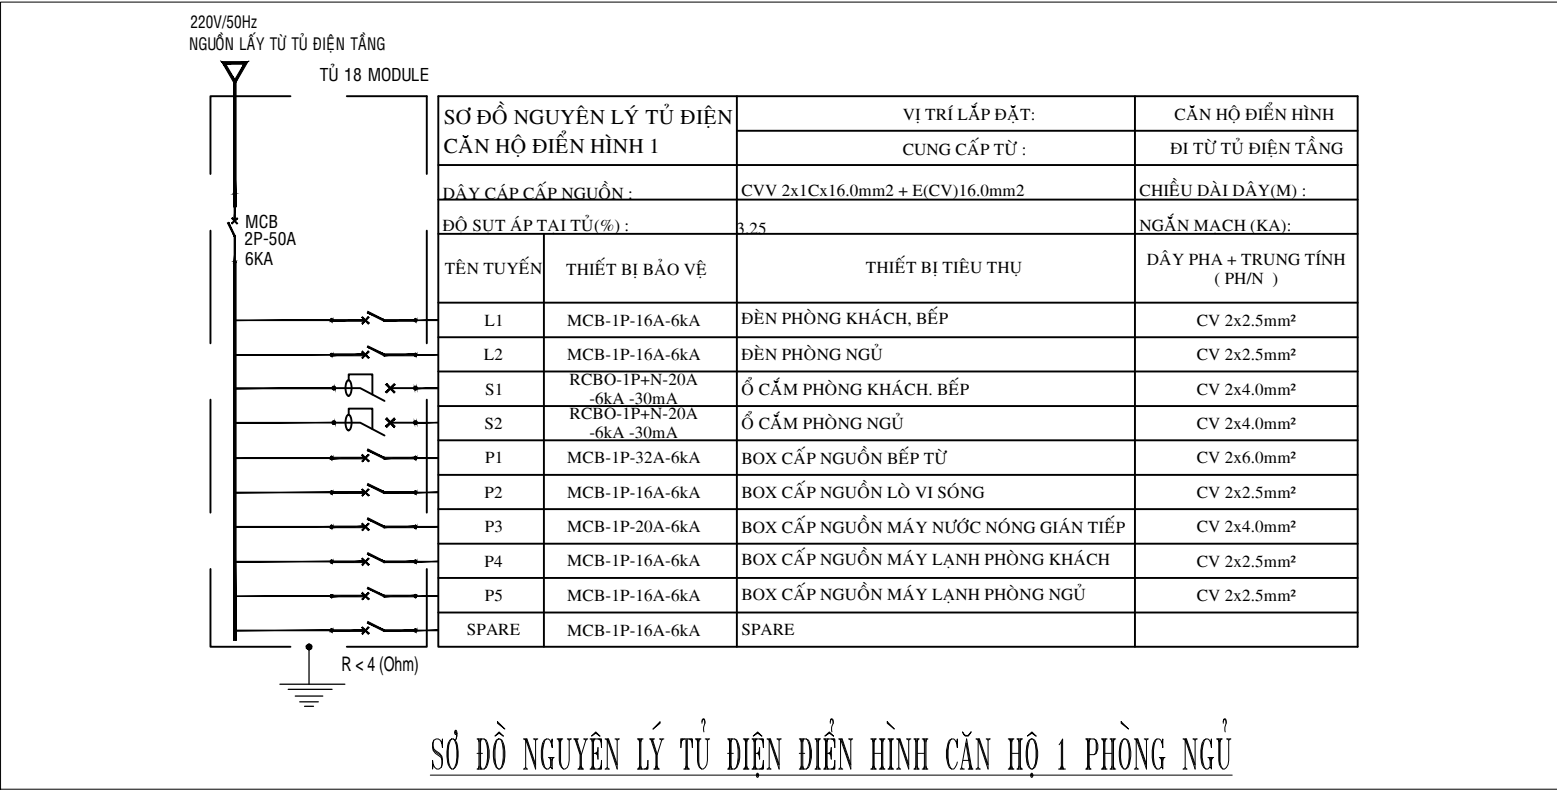 220V/50Hz
NGUỒN LẤY TỪ TỦ ĐIỆN TẦNG
TỦ 18 MODULE
MCB
2P-50A
6KA
SƠ ĐỒ NGUYÊN LÝ TỦ ĐIỆN
CĂN HỘ ĐIỂN HÌNH 1
VỊ TRÍ LẮP ĐẶT:
CĂN HỘ ĐIỂN HÌNH
CUNG CẤP TỪ :
ĐI TỪ TỦ ĐIỆN TẦNG
DÂY CÁP CẤP NGUỒN :
CVV 2x1Cx16.0mm2 + E(CV)16.0mm2
CHIỀU DÀI DÂY(M) :
ĐỘ SỤT ÁP TẠI TỦ(%) :
3.25
NGẮN MẠCH (KA):
TÊN TUYẾN
THIẾT BỊ BẢO VỆ
THIẾT BỊ TIÊU THỤ
DÂY PHA + TRUNG TÍNH
( PH/N )
L1 MCB-1P-16A-6kA ĐÈN PHÒNG KHÁCH, BẾP CV 2x2.5mm²
L2 MCB-1P-16A-6kA ĐÈN PHÒNG NGỦ CV 2x2.5mm²
S1 RCBO-1P+N-20A
-6kA -30mA
Ổ CẮM PHÒNG KHÁCH. BẾP CV 2x4.0mm²
S2 RCBO-1P+N-20A
-6kA -30mA
Ổ CẮM PHÒNG NGỦ CV 2x4.0mm²
P1 MCB-1P-32A-6kA BOX CẤP NGUỒN BẾP TỪ CV 2x6.0mm²
P2 MCB-1P-16A-6kA BOX CẤP NGUỒN LÒ VI SÓNG CV 2x2.5mm²
P3 MCB-1P-20A-6kA BOX CẤP NGUỒN MÁY NƯỚC NÓNG GIÁN TIẾP CV 2x4.0mm²
P4 MCB-1P-16A-6kA BOX CẤP NGUỒN MÁY LẠNH PHÒNG KHÁCH CV 2x2.5mm²
P5 MCB-1P-16A-6kA BOX CẤP NGUỒN MÁY LẠNH PHÒNG NGỦ CV 2x2.5mm²
SPARE MCB-1P-16A-6kA SPARE
R < 4 (Ohm)
SƠ ĐỒ NGUYÊN LÝ TỦ ĐIỆN ĐIỂN HÌNH CĂN HỘ 1 PHÒNG NGỦ